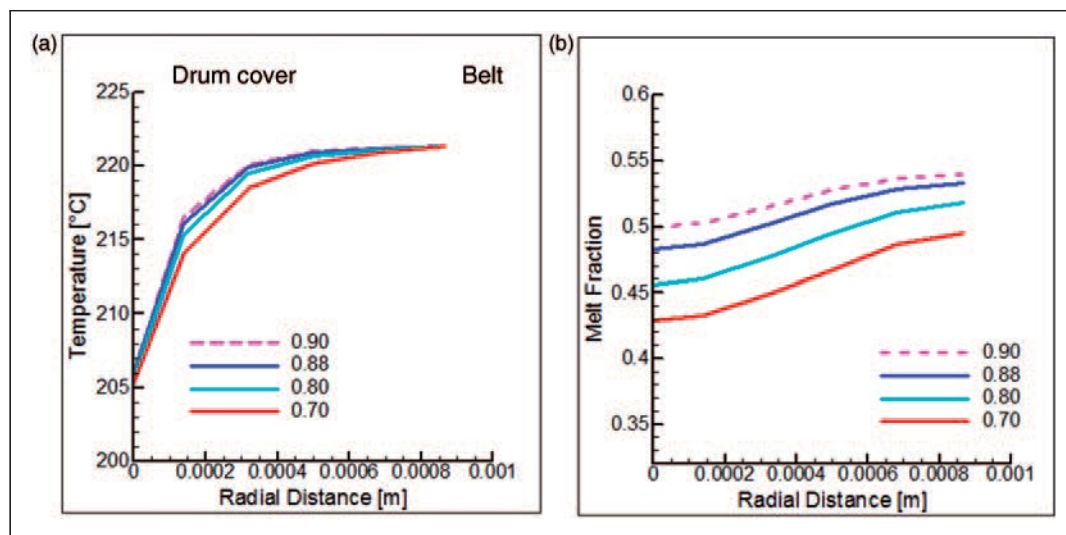 (a)
Drum cover Belt
225
220
215
210
205
200
Temperature [°C]
0.90
0.88
0.80
0.70
0 0.0002 0.0004 0.0006 0.0008 0.001
Radial Distance [m]
(b)
0.6
0.55
0.5
0.45
0.4
0.35
Melt Fraction
0.90
0.88
0.80
0.70
0 0.0002 0.0004 0.0006 0.0008 0.001
Radial Distance [m]